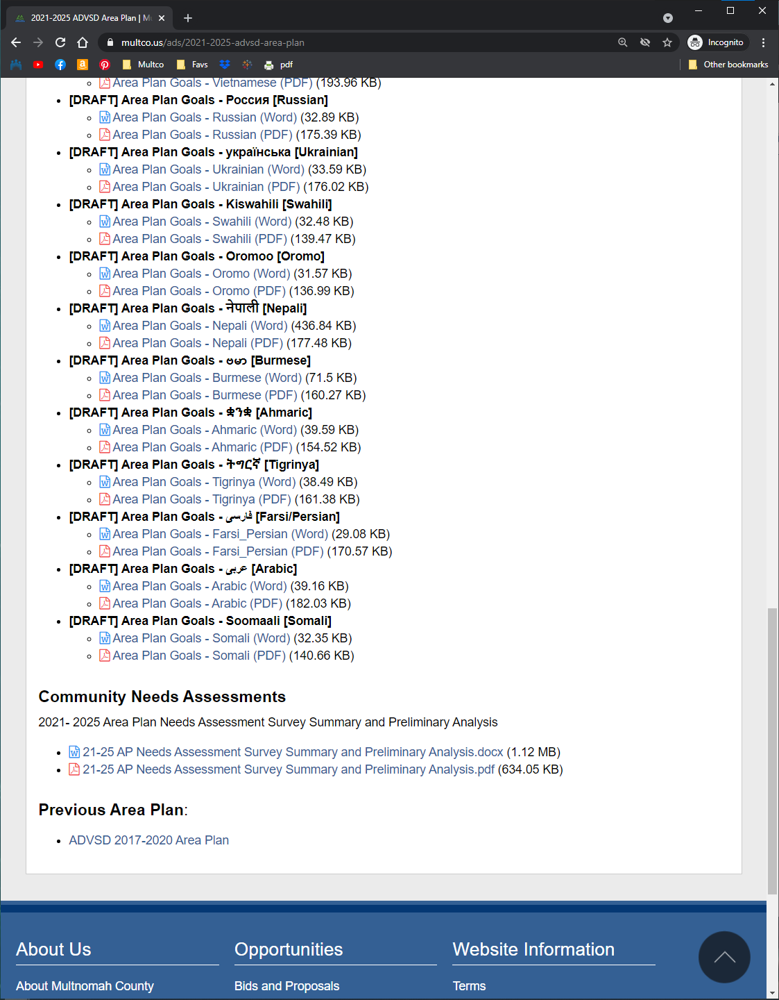 2021-2025 ADVSD Area Plan | Mu
multco.us/ads/2021-2025-advsd-area-plan
Incognito
Multco
Favs
pdf
Other bookmarks
Area Plan Goals - Vietnamese (PDF) (193.96 KB)
[DRAFT] Area Plan Goals - Россия [Russian]
Area Plan Goals - Russian (Word) (32.89 KB)
Area Plan Goals - Russian (PDF) (175.39 KB)
[DRAFT] Area Plan Goals - українська [Ukrainian]
Area Plan Goals - Ukrainian (Word) (33.59 KB)
Area Plan Goals - Ukrainian (PDF) (176.02 KB)
[DRAFT] Area Plan Goals - Kiswahili [Swahili]
Area Plan Goals - Swahili (Word) (32.48 KB)
Area Plan Goals - Swahili (PDF) (139.47 KB)
[DRAFT] Area Plan Goals - Oromoo [Oromo]
Area Plan Goals - Oromo (Word) (31.57 KB)
Area Plan Goals - Oromo (PDF) (136.99 KB)
[DRAFT] Area Plan Goals - नेपाली [Nepali]
Area Plan Goals - Nepali (Word) (436.84 KB)
Area Plan Goals - Nepali (PDF) (177.48 KB)
[DRAFT] Area Plan Goals - ဗမာ [Burmese]
Area Plan Goals - Burmese (Word) (71.5 KB)
Area Plan Goals - Burmese (PDF) (160.27 KB)
[DRAFT] Area Plan Goals - ቋንቋ [Ahmaric]
Area Plan Goals - Ahmaric (Word) (39.59 KB)
Area Plan Goals - Ahmaric (PDF) (154.52 KB)
[DRAFT] Area Plan Goals - ትግርኛ [Tigrinya]
Area Plan Goals - Tigrinya (Word) (38.49 KB)
Area Plan Goals - Tigrinya (PDF) (161.38 KB)
[DRAFT] Area Plan Goals - فارسی [Farsi/Persian]
Area Plan Goals - Farsi_Persian (Word) (29.08 KB)
Area Plan Goals - Farsi_Persian (PDF) (170.57 KB)
[DRAFT] Area Plan Goals - عربى [Arabic]
Area Plan Goals - Arabic (Word) (39.16 KB)
Area Plan Goals - Arabic (PDF) (182.03 KB)
[DRAFT] Area Plan Goals - Soomaali [Somali]
Area Plan Goals - Somali (Word) (32.35 KB)
Area Plan Goals - Somali (PDF) (140.66 KB)
Community Needs Assessments
2021- 2025 Area Plan Needs Assessment Survey Summary and Preliminary Analysis
21-25 AP Needs Assessment Survey Summary and Preliminary Analysis.docx (1.12 MB)
21-25 AP Needs Assessment Survey Summary and Preliminary Analysis.pdf (634.05 KB)
Previous Area Plan:
ADVSD 2017-2020 Area Plan
About Us
About Multnomah County
Opportunities
Bids and Proposals
Website Information
Terms